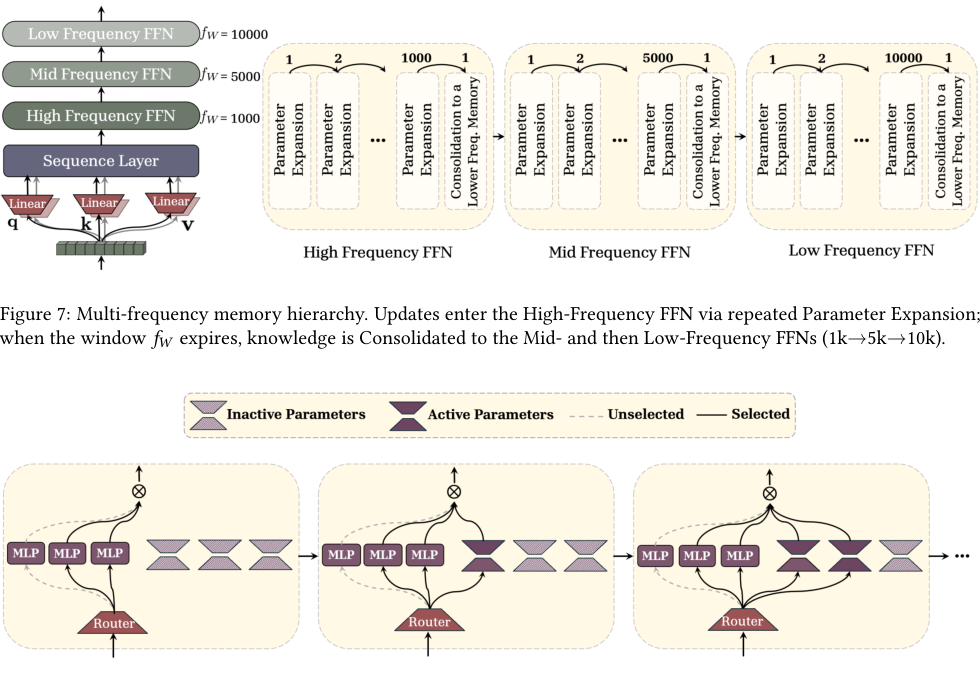 Low Frequency FFN
f_W = 10000
Mid Frequency FFN
f_W = 5000
High Frequency FFN
f_W = 1000
Sequence Layer
Linear
Linear
Linear
q
k
v
1
2
1000
1
Parameter
Expansion
Parameter
Expansion
...
Parameter
Expansion
Consolidation to a
Lower Freq. Memory
High Frequency FFN
1
2
5000
1
Parameter
Expansion
Parameter
Expansion
...
Parameter
Expansion
Consolidation to a
Lower Freq. Memory
Mid Frequency FFN
1
2
10000
1
Parameter
Expansion
Parameter
Expansion
...
Parameter
Expansion
Consolidation to a
Lower Freq. Memory
Low Frequency FFN
Figure 7: Multi-frequency memory hierarchy. Updates enter the High-Frequency FFN via repeated Parameter Expansion;
when the window f_W expires, knowledge is Consolidated to the Mid- and then Low-Frequency FFNs (1k→5k→10k).
Inactive Parameters
Active Parameters
Unselected
Selected
MLP
MLP
MLP
Router
MLP
MLP
MLP
Router
MLP
MLP
MLP
Router
...